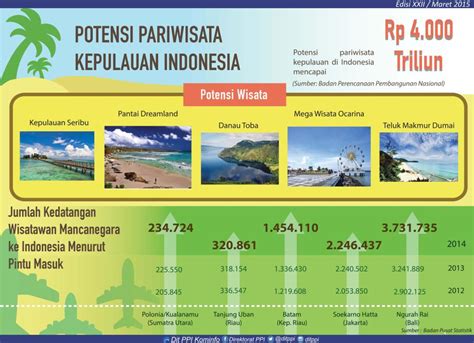 Edisi XXII / Maret 2015
POTENSI PARIWISATA
KEPULAUAN INDONESIA
Potensi pariwisata
kepulauan di Indonesia
mencapai
(Sumber: Badan Perencanaan Pembangunan Nasional)
Rp 4.000
Triliun
Potensi Wisata
Kepulauan Seribu
Pantai Dreamland
Danau Toba
Mega Wisata Ocarina
Teluk Makmur Dumai
Jumlah Kedatangan
Wisatawan Mancanegara
ke Indonesia Menurut
Pintu Masuk
234.724 320.861 1.454.110 2.246.437 3.731.735 2014
225.550 318.154 1.336.430 2.240.502 3.241.889 2013
205.845 336.547 1.219.608 2.053.850 2.902.125 2012
Polonia/Kualanamu
(Sumatra Utara)
Tanjung Uban
(Riau)
Batam
(Kep. Riau)
Soekarno Hatta
(Jakarta)
Ngurah Rai
(Bali)
(Sumber: Badan Pusat Statistik)
Dit PPI Kominfo Direktorat PPI @ditppi ditppi